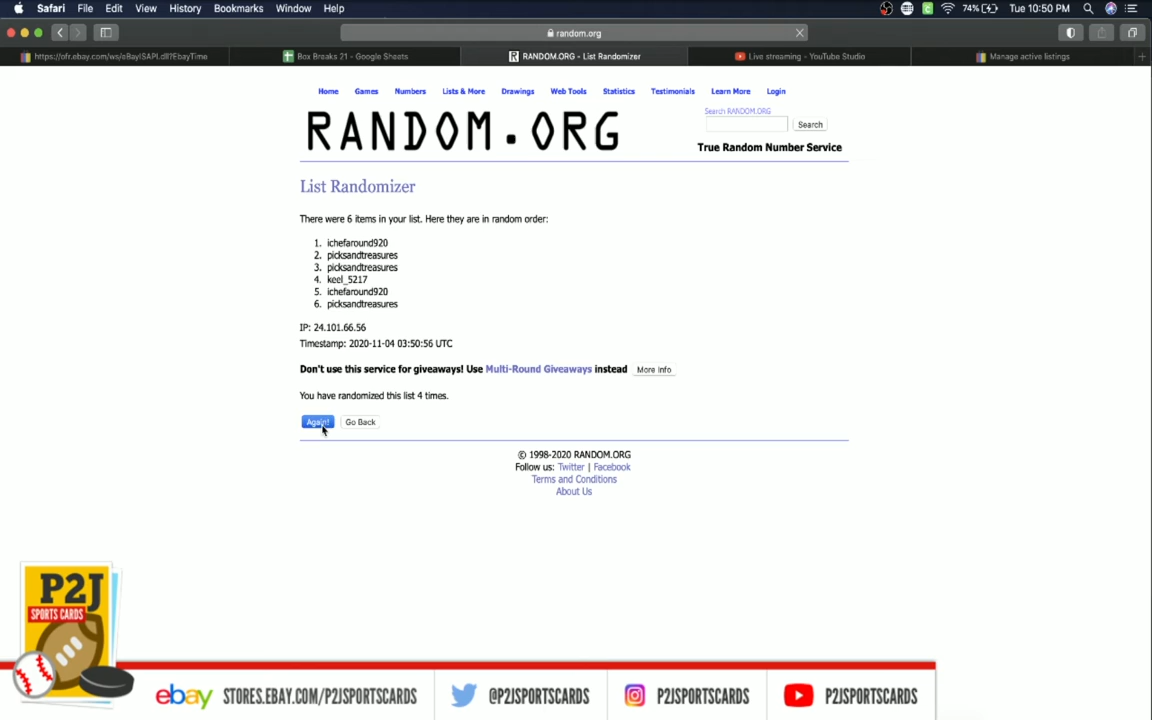 Safari File Edit View History Bookmarks Window Help 74% Tue 10:50 PM
random.org
https://ofr.ebay.com/ws/eBayISAPI.dll?EbayTime Box Breaks 21 - Google Sheets RANDOM.ORG - List Randomizer Live streaming - YouTube Studio Manage active listings
Home Games Numbers Lists & More Drawings Web Tools Statistics Testimonials Learn More Login
Search RANDOM.ORG
RANDOM.ORG
Search
True Random Number Service
List Randomizer
There were 6 items in your list. Here they are in random order:
1. ichefaround920
2. picksandtreasures
3. picksandtreasures
4. keel_5217
5. ichefaround920
6. picksandtreasures
IP: 24.101.66.56
Timestamp: 2020-11-04 03:50:56 UTC
Don't use this service for giveaways! Use Multi-Round Giveaways instead More Info
You have randomized this list 4 times.
Again! Go Back
© 1998-2020 RANDOM.ORG
Follow us: Twitter | Facebook
Terms and Conditions
About Us
P2J
SPORTS CARDS
ebay STORES.EBAY.COM/P2JSPORTSCARDS @P2JSPORTSCARDS P2JSPORTSCARDS P2JSPORTSCARDS